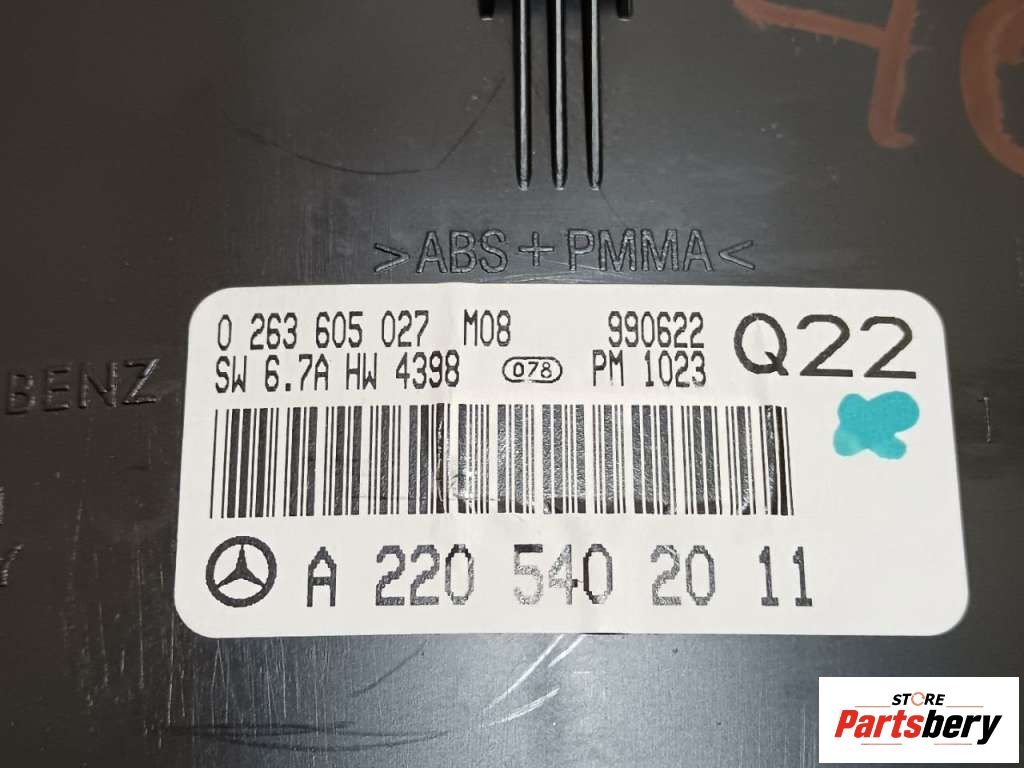 >ABS + PMMA<
0 263 605 027 M08 990622 Q22
SW 6.7A HW 4398 078 PM 1023
BENZ
1
A 220 540 20 11
STORE
Partsbery